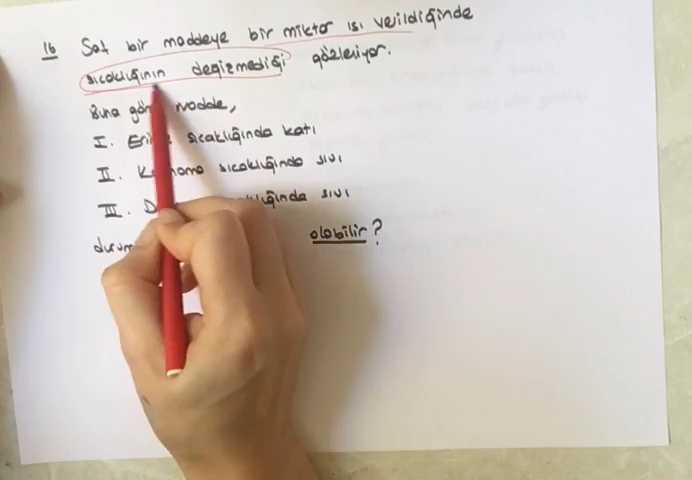 16 Saf bir maddeye bir miktar ısı verildiğinde
sıcaklığının değişmediği gözleniyor.
Buna göre madde,
I. sıcaklığında katı
II. sıcaklığında sıvı
III. sıvı
olabilir?